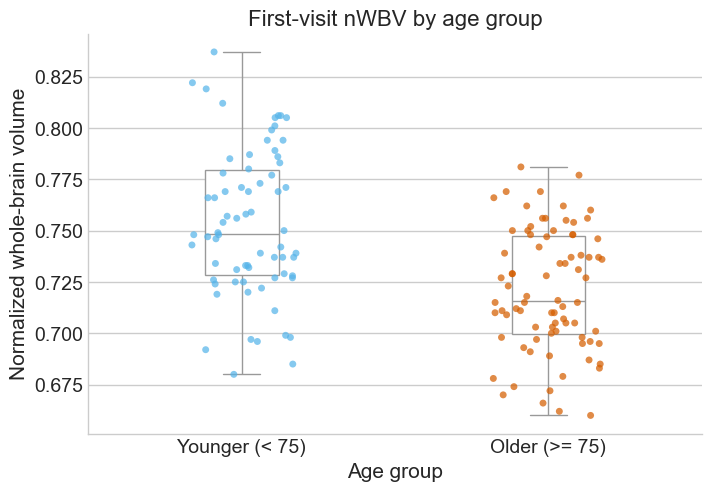 First-visit nWBV by age group
Normalized whole-brain volume
0.825
0.800
0.775
0.750
0.725
0.700
0.675
Younger (< 75)
Older (>= 75)
Age group